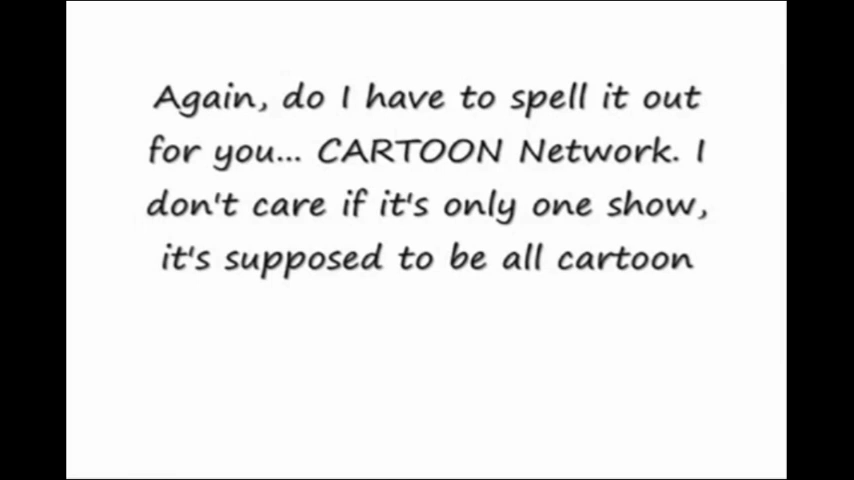 Again, do I have to spell it out
for you... CARTOON Network. I
don't care if it's only one show,
it's supposed to be all cartoon